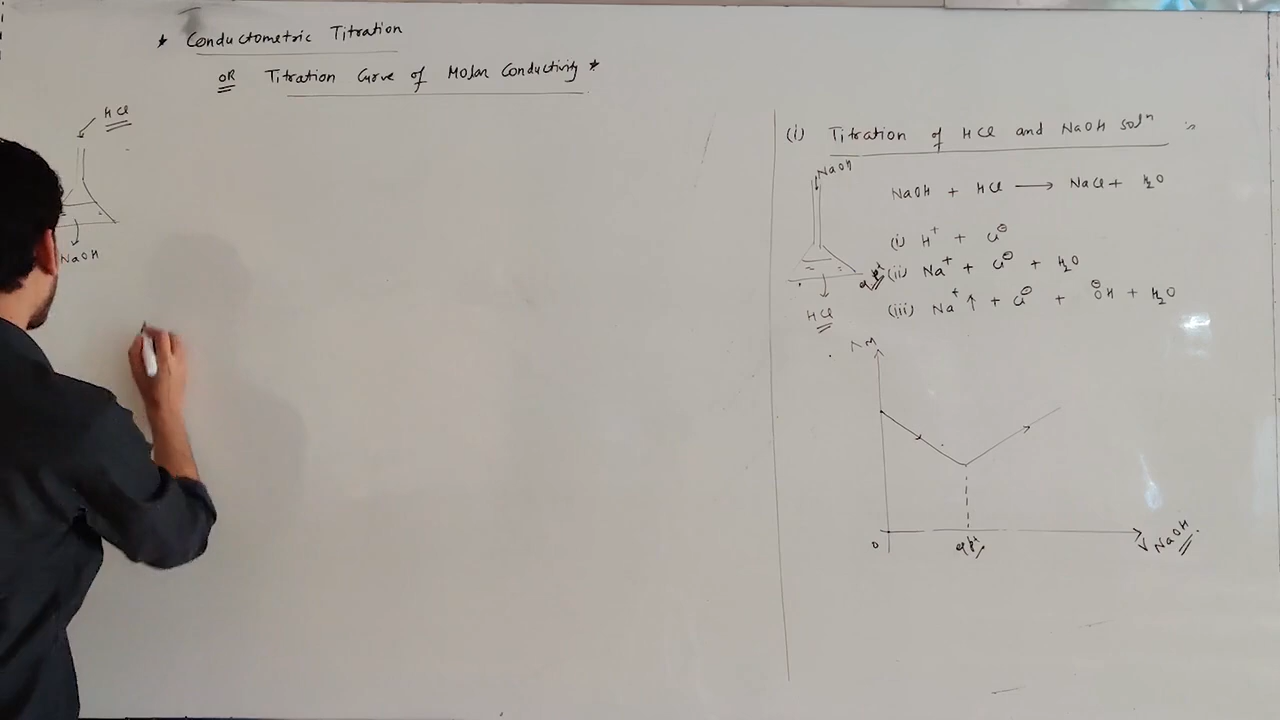 * Conductometric Titration
OR Titration Curve of Molar Conductivity *
HCl
NaOH
(i) Titration of HCl and NaOH solⁿ :
NaOH
NaOH + HCl ⟶ NaCl + H₂O
(i) H⁺ + Cl⊖
(ii) Na⁺ + Cl⊖ + H₂O
(iii) Na⁺ ↑ + Cl⊖ + ⊖OH + H₂O
HCl
ΛM
0
V NaOH